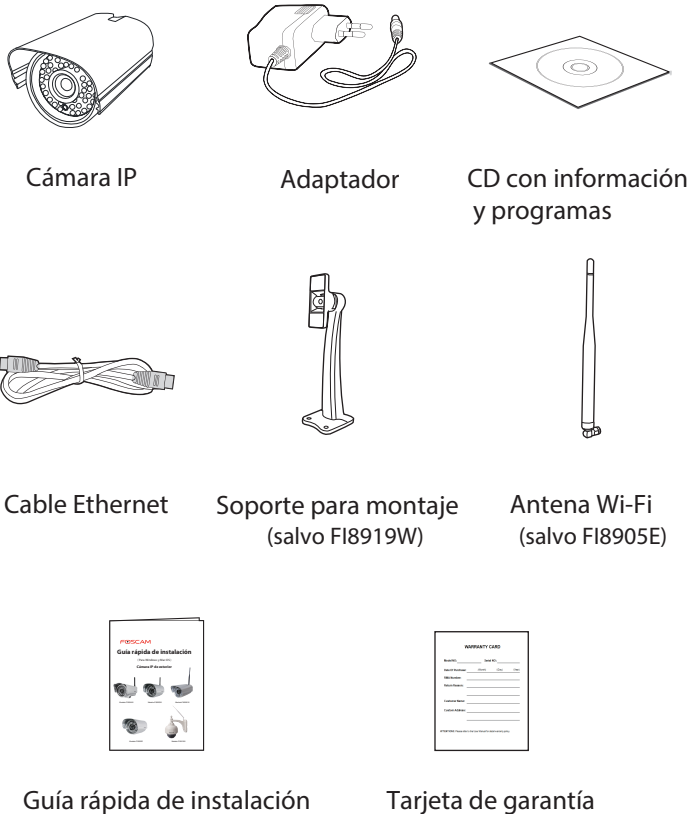 Cámara IP
Adaptador
CD con información
y programas
Cable Ethernet
Soporte para montaje
(salvo FI8919W)
Antena Wi-Fi
(salvo FI8905E)
FOSCAM
Guía rápida de instalación
Cámara IP de exterior
WARRANTY CARD
Guía rápida de instalación
Tarjeta de garantía